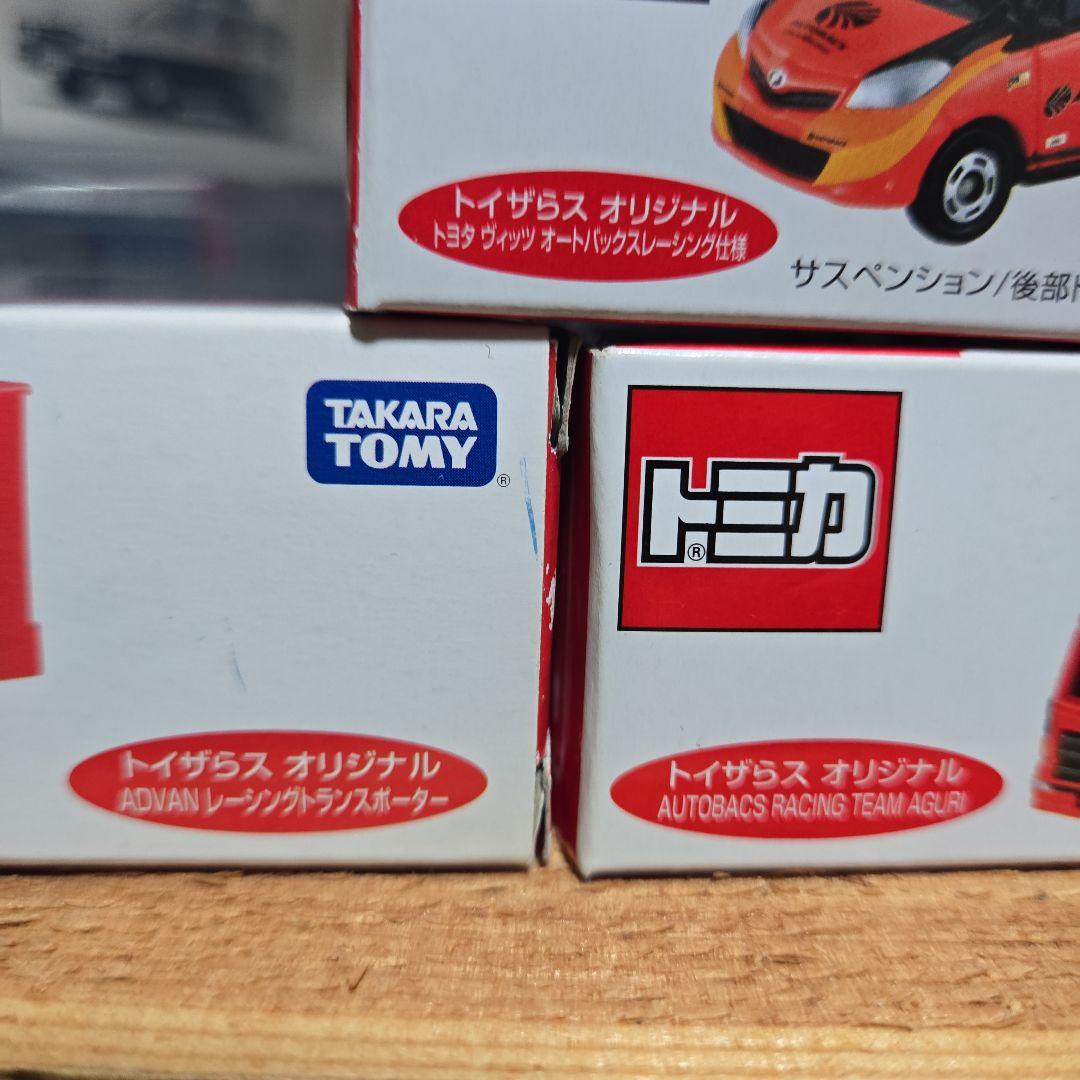 AUTOBACS
トイザらス オリジナル
トヨタ ヴィッツ オートバックスレーシング仕様
サスペンション/後部
TAKARA
TOMY
®
トミカ
®
トイザらス オリジナル
ADVAN レーシングトランスポーター
トイザらス オリジナル
AUTOBACS RACING TEAM AGURI